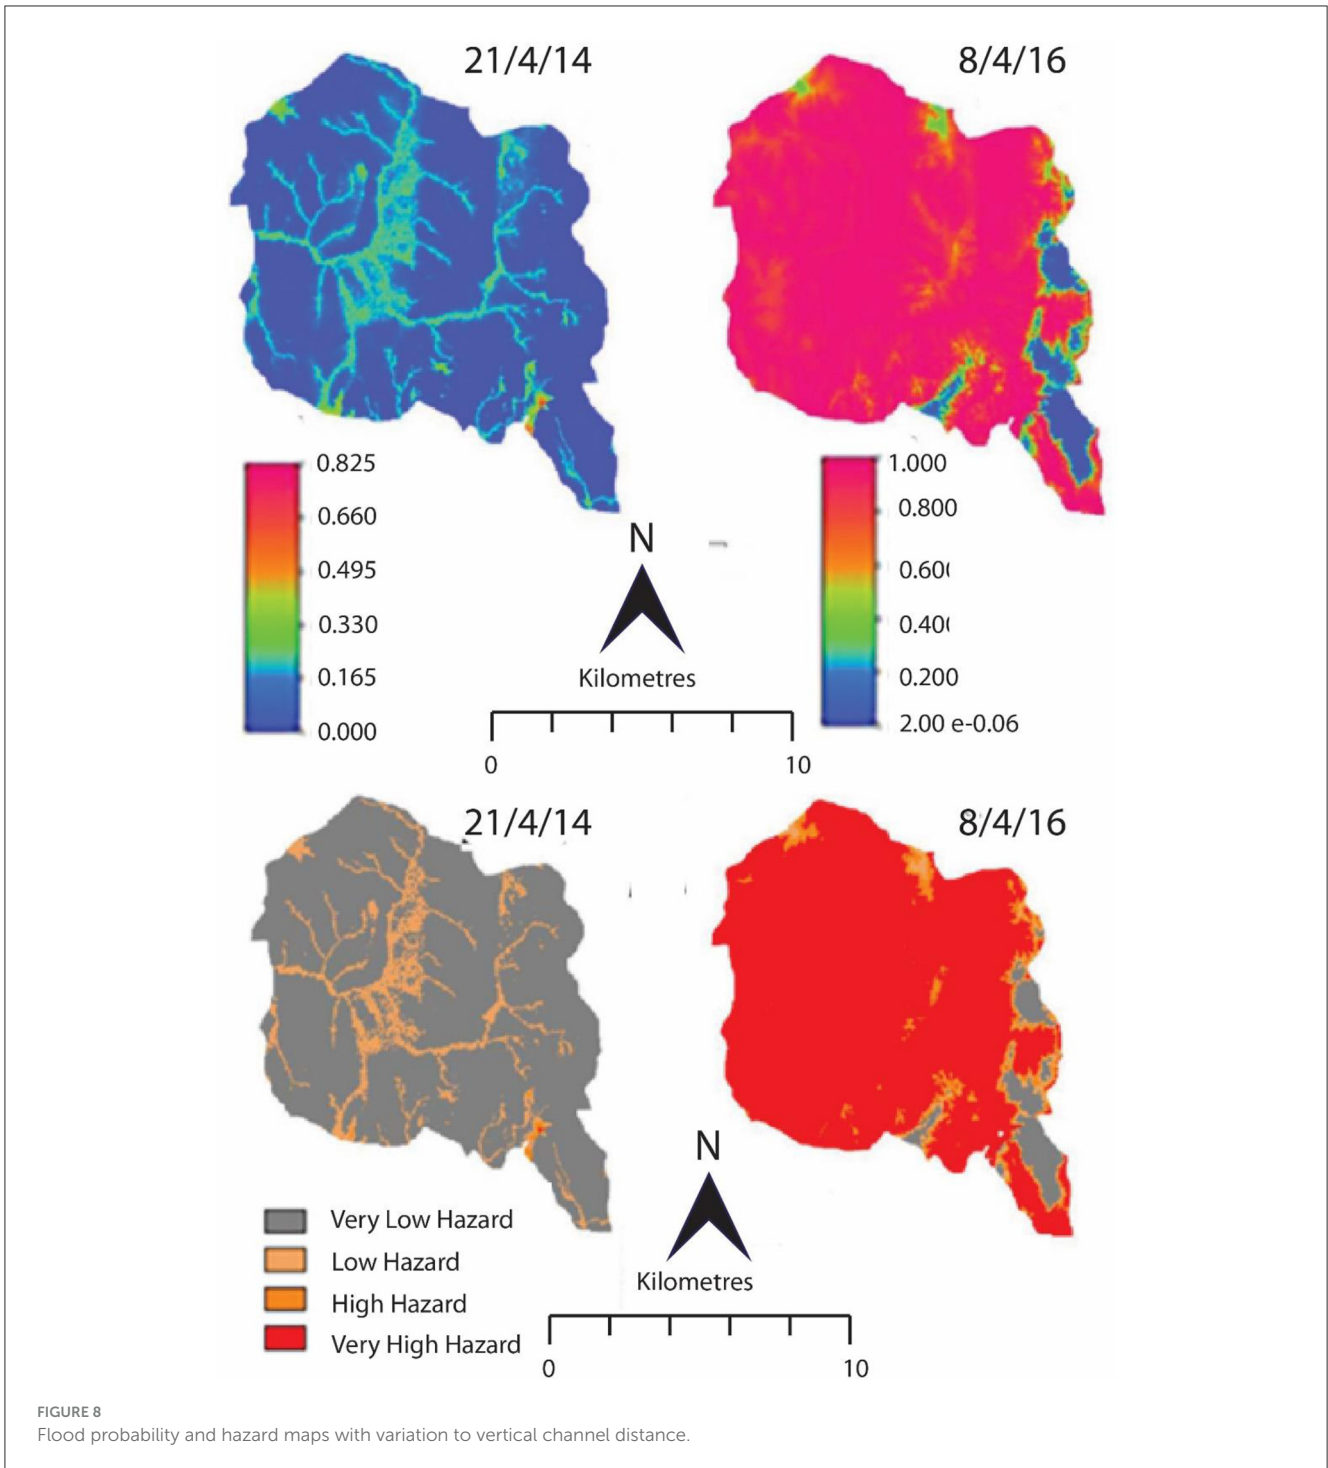 21/4/14
8/4/16
0.825
0.660
0.495
0.330
0.165
0.000
1.000
0.800
0.60(
0.40(
0.200
2.00 e-0.06
N
Kilometres
0 10
21/4/14
8/4/16
Very Low Hazard
Low Hazard
High Hazard
Very High Hazard
N
Kilometres
0 10
FIGURE 8
Flood probability and hazard maps with variation to vertical channel distance.